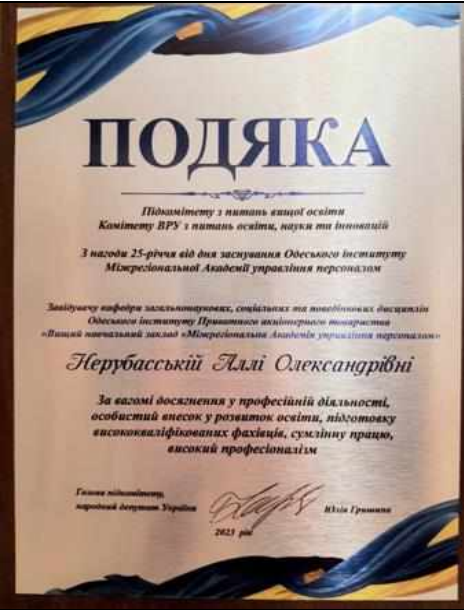 ПОДЯКА
Підкомітету з питань вищої освіти
Комітету ВРУ з питань освіти, науки та інновацій
З нагоди 25-річчя від дня заснування Одеського інституту
Міжрегіональної Академії управління персоналом
Завідувачу кафедри загальнонаукових, соціальних та поведінкових дисциплін
Одеського інституту Приватного акціонерного товариства
«Вищий навчальний заклад «Міжрегіональна Академія управління персоналом»
Нерубасській Аллі Олександрівні
За вагомі досягнення у професійній діяльності,
особистий внесок у розвиток освіти, підготовку
висококваліфікованих фахівців, сумлінну працю,
високий професіоналізм
Голова підкомітету,
народний депутат України
Юлія Гришина
2023 рік